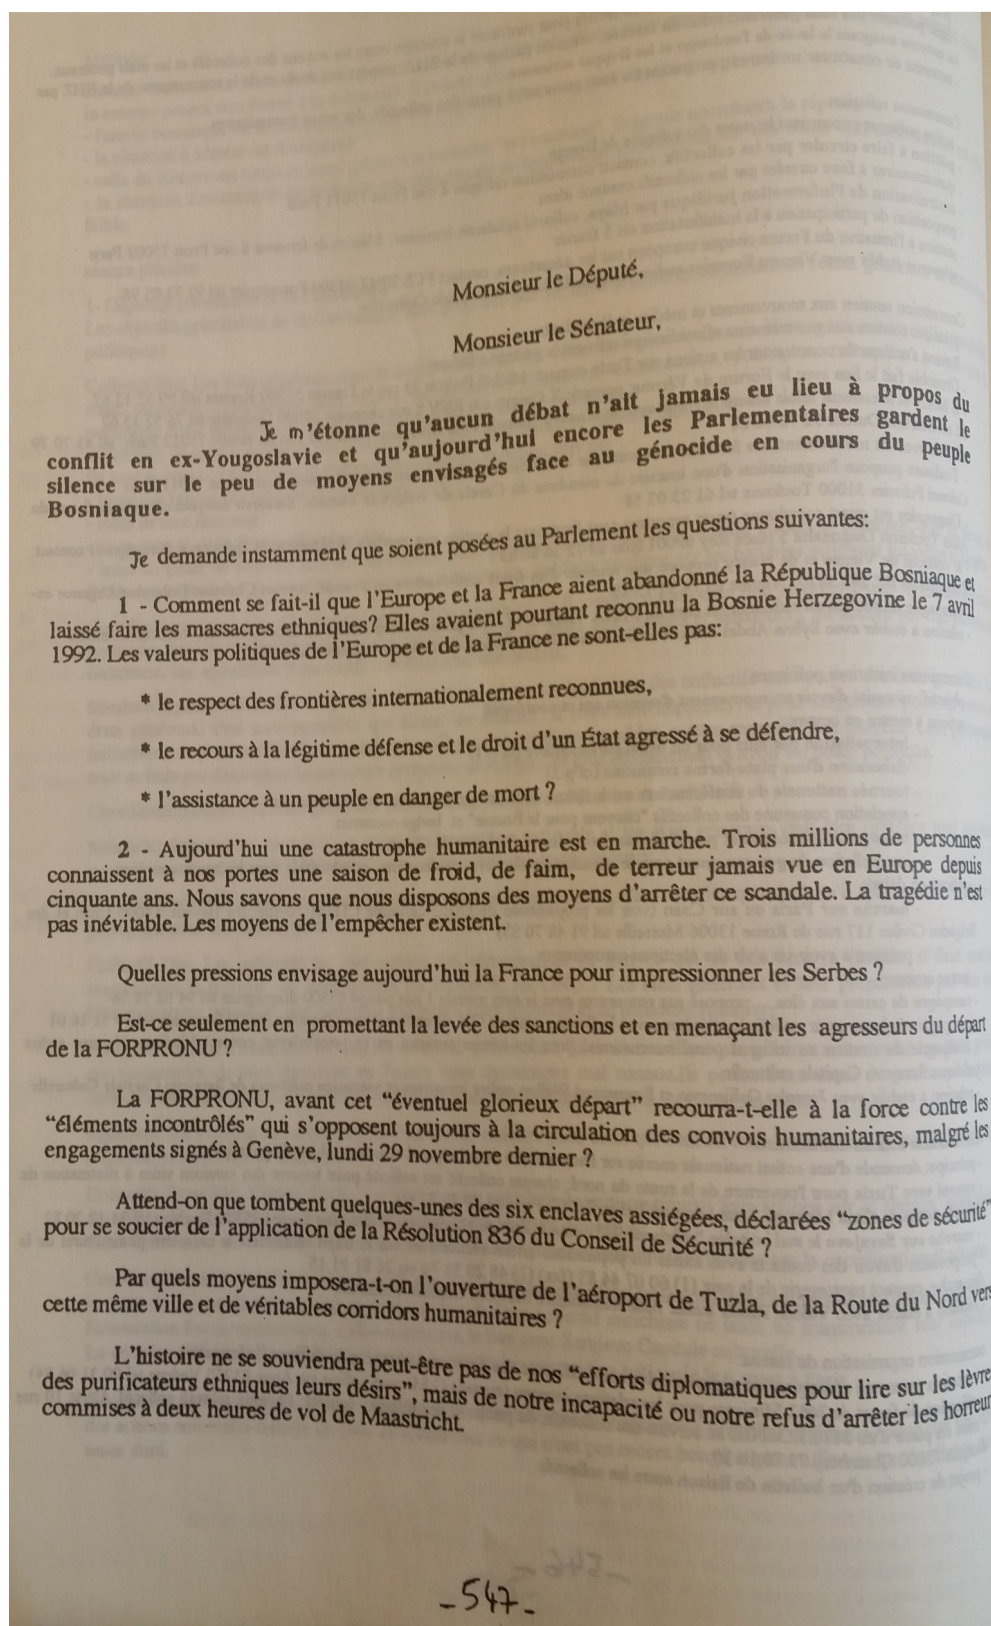 Monsieur le Député,
Monsieur le Sénateur,
Je m'étonne qu'aucun débat n'ait jamais eu lieu à propos du
conflit en ex-Yougoslavie et qu'aujourd'hui encore les Parlementaires gardent le
silence sur le peu de moyens envisagés face au génocide en cours du peuple
Bosniaque.
Je demande instamment que soient posées au Parlement les questions suivantes:
1 - Comment se fait-il que l'Europe et la France aient abandonné la République Bosniaque et
laissé faire les massacres ethniques? Elles avaient pourtant reconnu la Bosnie Herzegovine le 7 avril
1992. Les valeurs politiques de l'Europe et de la France ne sont-elles pas:
* le respect des frontières internationalement reconnues,
* le recours à la légitime défense et le droit d'un État agressé à se défendre,
* l'assistance à un peuple en danger de mort ?
2 - Aujourd'hui une catastrophe humanitaire est en marche. Trois millions de personnes
connaissent à nos portes une saison de froid, de faim, de terreur jamais vue en Europe depuis
cinquante ans. Nous savons que nous disposons des moyens d'arrêter ce scandale. La tragédie n'est
pas inévitable. Les moyens de l'empêcher existent.
Quelles pressions envisage aujourd'hui la France pour impressionner les Serbes ?
Est-ce seulement en promettant la levée des sanctions et en menaçant les agresseurs du départ
de la FORPRONU ?
La FORPRONU, avant cet "éventuel glorieux départ" recourra-t-elle à la force contre les
"éléments incontrôlés" qui s'opposent toujours à la circulation des convois humanitaires, malgré les
engagements signés à Genève, lundi 29 novembre dernier ?
Attend-on que tombent quelques-unes des six enclaves assiégées, déclarées "zones de sécurité"
pour se soucier de l'application de la Résolution 836 du Conseil de Sécurité ?
Par quels moyens imposera-t-on l'ouverture de l'aéroport de Tuzla, de la Route du Nord vers
cette même ville et de véritables corridors humanitaires ?
L'histoire ne se souviendra peut-être pas de nos "efforts diplomatiques pour lire sur les lèvre
des purificateurs ethniques leurs désirs", mais de notre incapacité ou notre refus d'arrêter les horreur
commises à deux heures de vol de Maastricht.
-547-